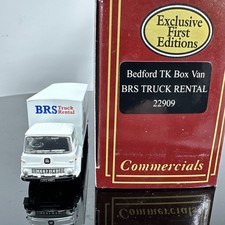 Exclusive
First
Editions
Bedford TK Box Van
BRS TRUCK RENTAL
22909
Commercials
BRS Truck
Rental